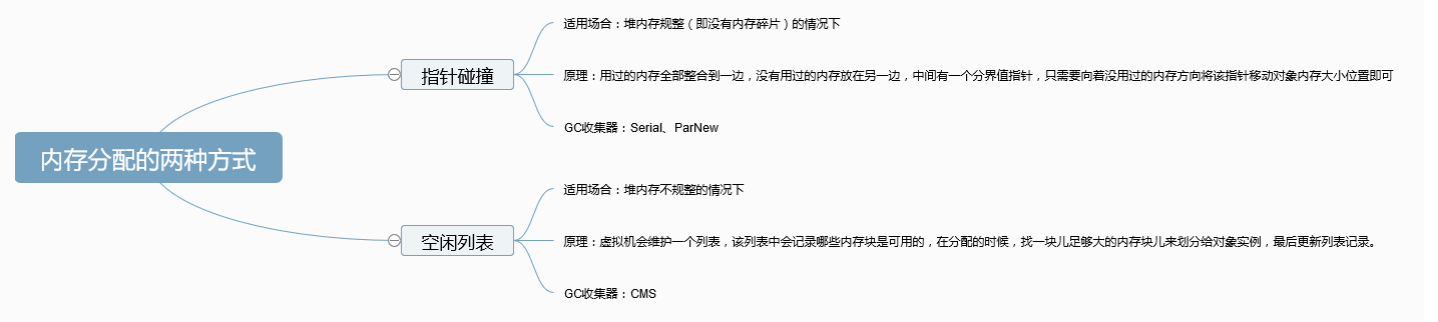 内存分配的两种方式
指针碰撞
适用场合：堆内存规整（即没有内存碎片）的情况下
原理：用过的内存全部整合到一边，没有用过的内存放在另一边，中间有一个分界值指针，只需要向着没用过的内存方向将该指针移动对象内存大小位置即可
GC收集器：Serial、ParNew
空闲列表
适用场合：堆内存不规整的情况下
原理：虚拟机会维护一个列表，该列表中会记录哪些内存块是可用的，在分配的时候，找一块儿足够大的内存块儿来划分给对象实例，最后更新列表记录。
GC收集器：CMS